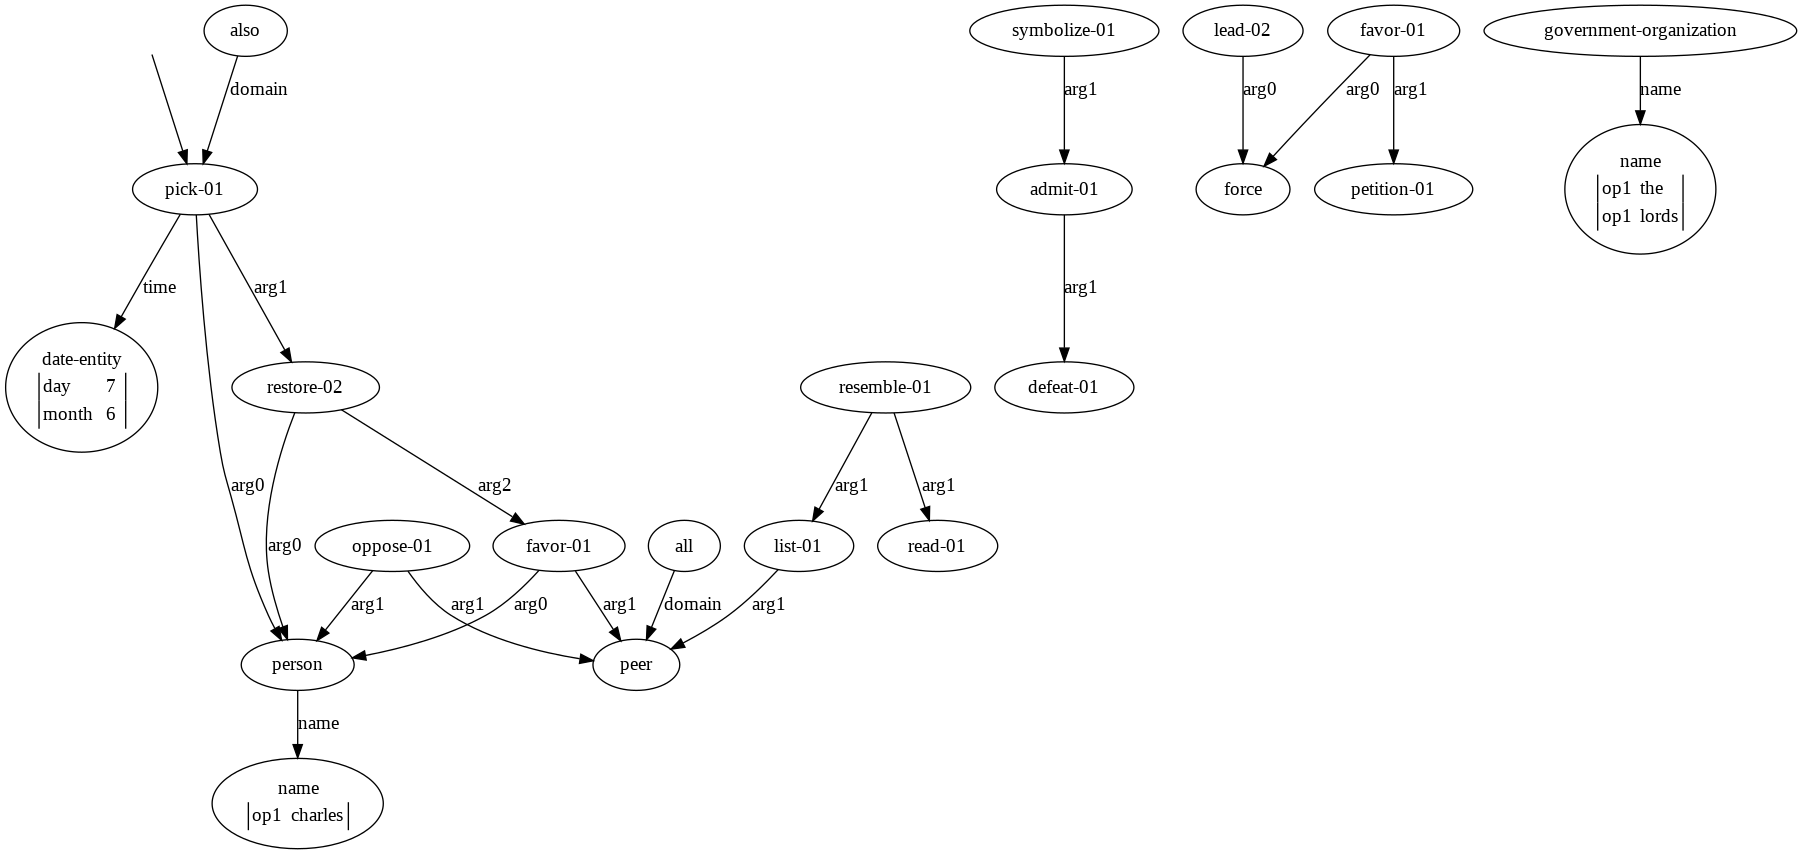 also
symbolize-01
lead-02
favor-01
government-organization
domain
arg1
arg0
arg0
arg1
name
pick-01
admit-01
force
petition-01
name
op1 the
op1 lords
time
arg1
arg1
date-entity
day 7
month 6
restore-02
resemble-01
defeat-01
arg0
arg2
arg1
arg1
arg0
oppose-01
favor-01
all
list-01
read-01
arg1
arg1
arg0
arg1
domain
arg1
person
peer
name
name
op1 charles